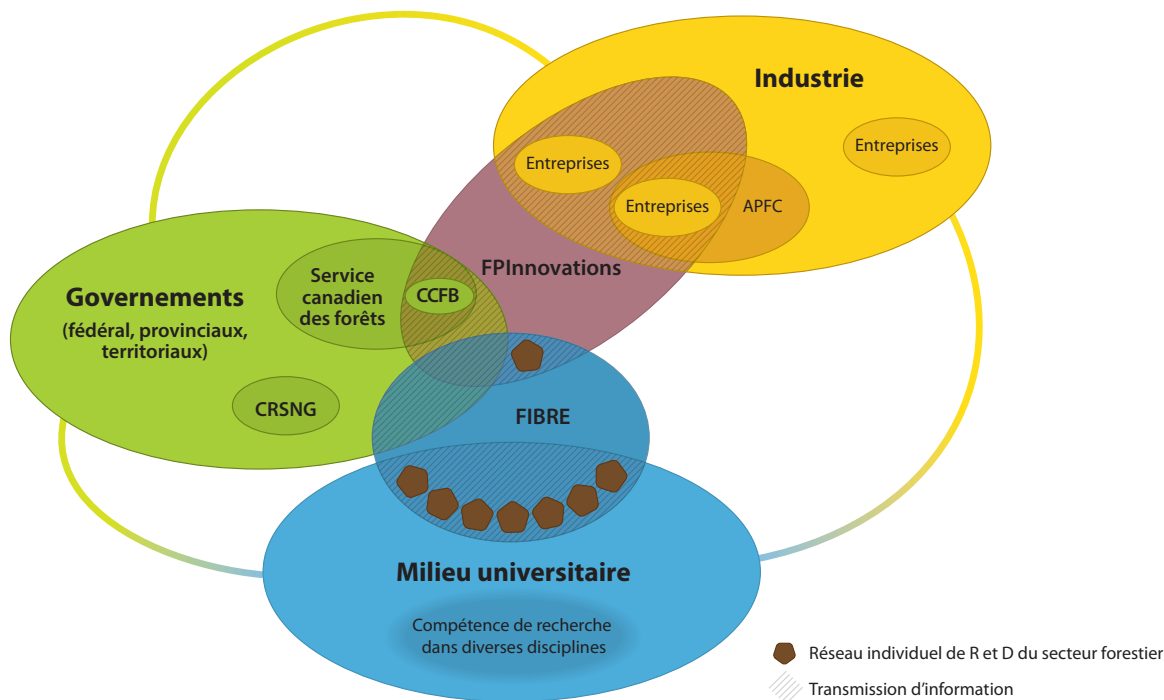 Industrie
Entreprises
Entreprises
Entreprises
APFC
FPInnovations
Governements
(fédéral, provinciaux,
territoriaux)
Service
canadien
des forêts
CCFB
CRSNG
FIBRE
Milieu universitaire
Compétence de recherche
dans diverses disciplines
Réseau individuel de R et D du secteur forestier
Transmission d’information